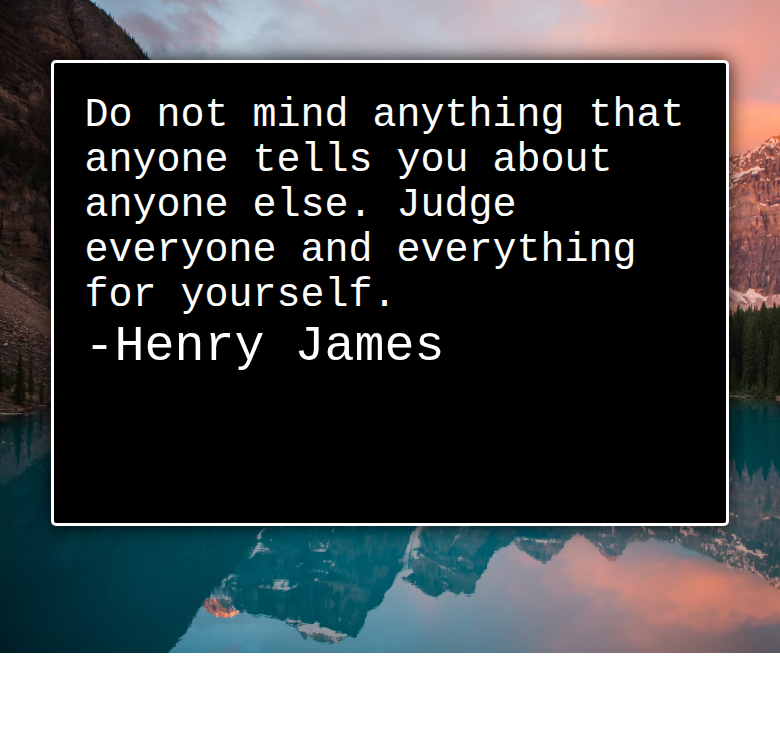 Do not mind anything that
anyone tells you about
anyone else. Judge
everyone and everything
for yourself.
-Henry James